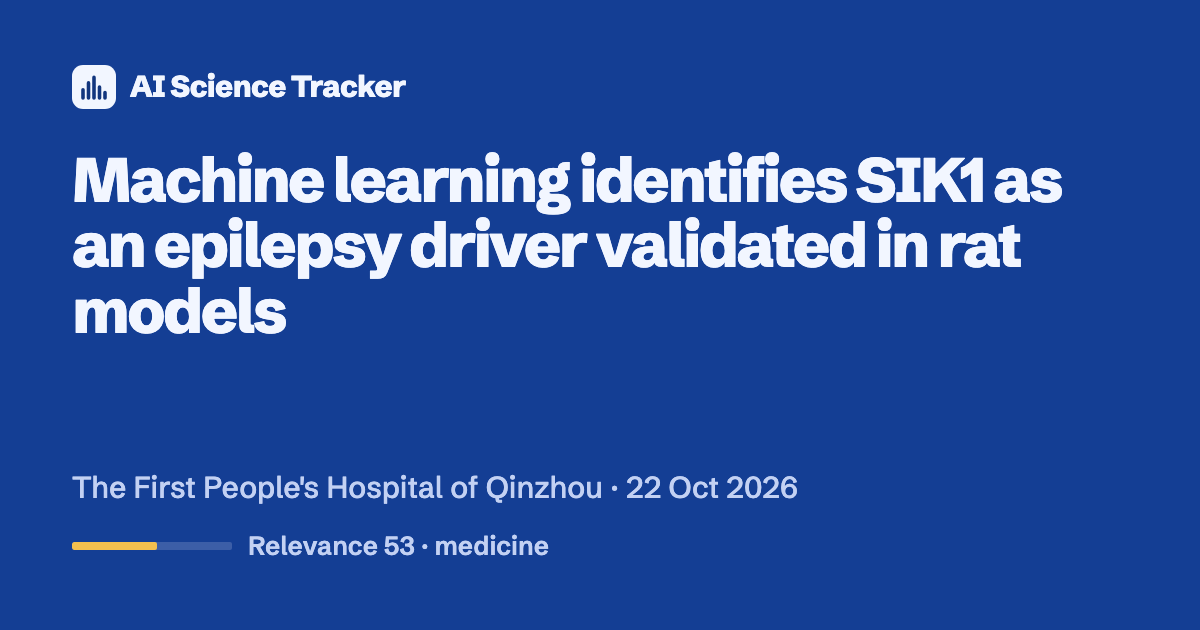 AI Science Tracker
Machine learning identifies SIK1 as
an epilepsy driver validated in rat
models
The First People's Hospital of Qinzhou · 22 Oct 2026
Relevance 53 · medicine